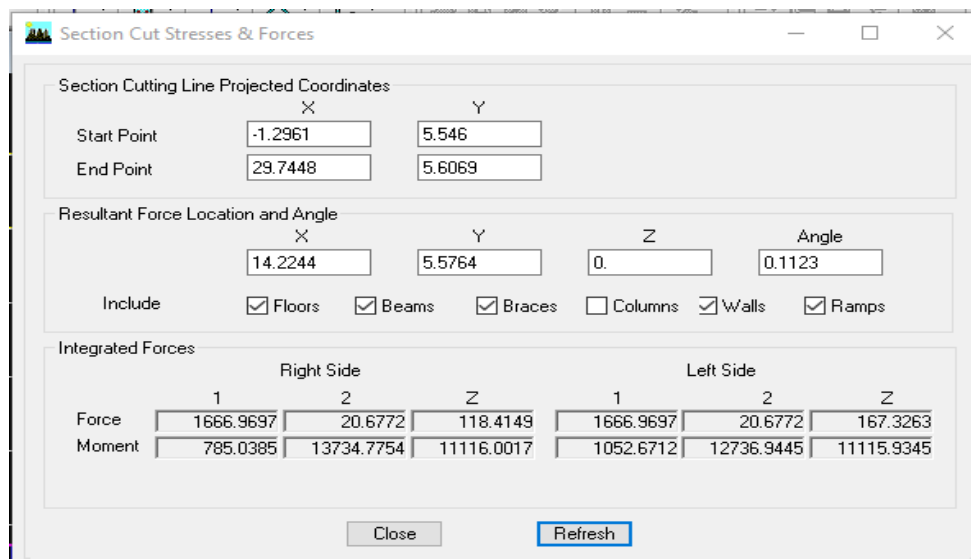 Section Cut Stresses & Forces
Section Cutting Line Projected Coordinates
X Y
Start Point -1.2961 5.546
End Point 29.7448 5.6069
Resultant Force Location and Angle
X Y Z Angle
14.2244 5.5764 0. 0.1123
Include Floors Beams Braces Columns Walls Ramps
Integrated Forces
Right Side Left Side
1 2 Z 1 2 Z
Force 1666.9697 20.6772 118.4149 1666.9697 20.6772 167.3263
Moment 785.0385 13734.7754 11116.0017 1052.6712 12736.9445 11115.9345
Close Refresh